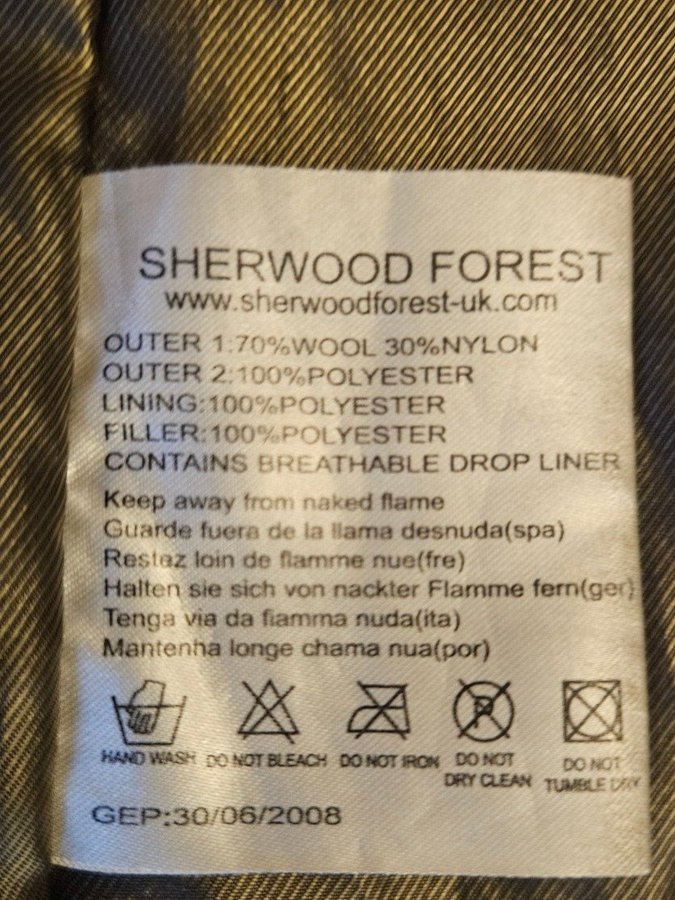 SHERWOOD FOREST
www.sherwoodforest-uk.com
OUTER 1:70%WOOL 30%NYLON
OUTER 2:100%POLYESTER
LINING:100%POLYESTER
FILLER:100%POLYESTER
CONTAINS BREATHABLE DROP LINER
Keep away from naked flame
Guarde fuera de la llama desnuda(spa)
Restez loin de flamme nue(fre)
Halten sie sich von nackter Flamme fern(ger)
Tenga via da fiamma nuda(ita)
Mantenha longe chama nua(por)
P
HAND WASH DO NOT BLEACH DO NOT IRON DO NOT DRY CLEAN DO NOT TUMBLE DRY
GEP:30/06/2008